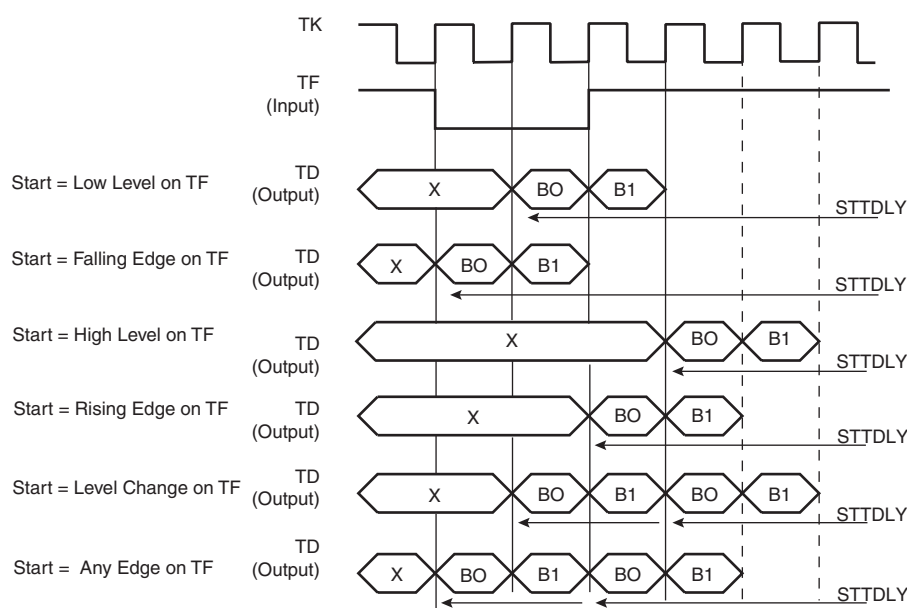 TK
TF
(Input)
Start = Low Level on TF
TD
(Output)
X
BO
B1
STTDLY
Start = Falling Edge on TF
TD
(Output)
X
BO
B1
STTDLY
Start = High Level on TF
TD
(Output)
X
BO
B1
STTDLY
Start = Rising Edge on TF
TD
(Output)
X
BO
B1
STTDLY
Start = Level Change on TF
TD
(Output)
X
BO
B1
BO
B1
STTDLY
Start = Any Edge on TF
TD
(Output)
X
BO
B1
BO
B1
STTDLY